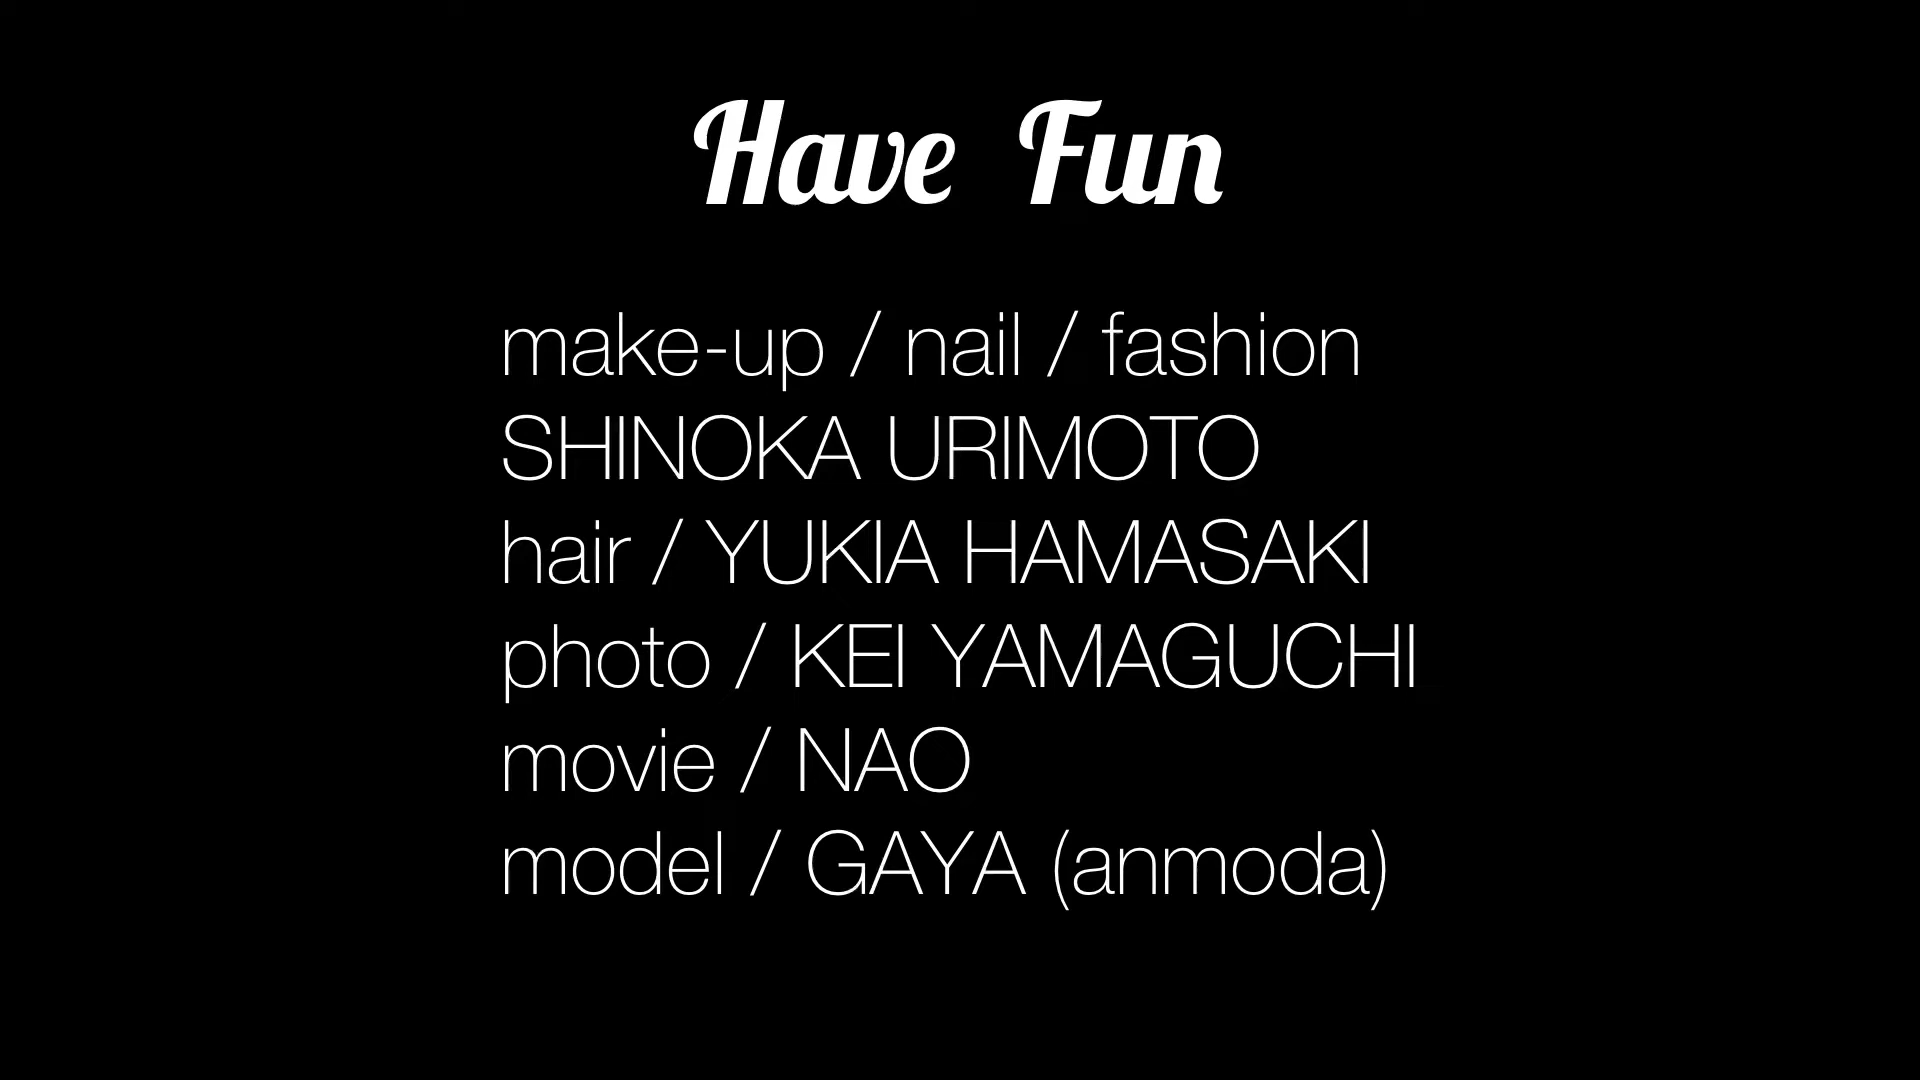 Have Fun
make-up / nail / fashion
SHINOKA URIMOTO
hair / YUKIA HAMASAKI
photo / KEI YAMAGUCHI
movie / NAO
model / GAYA (anmoda)